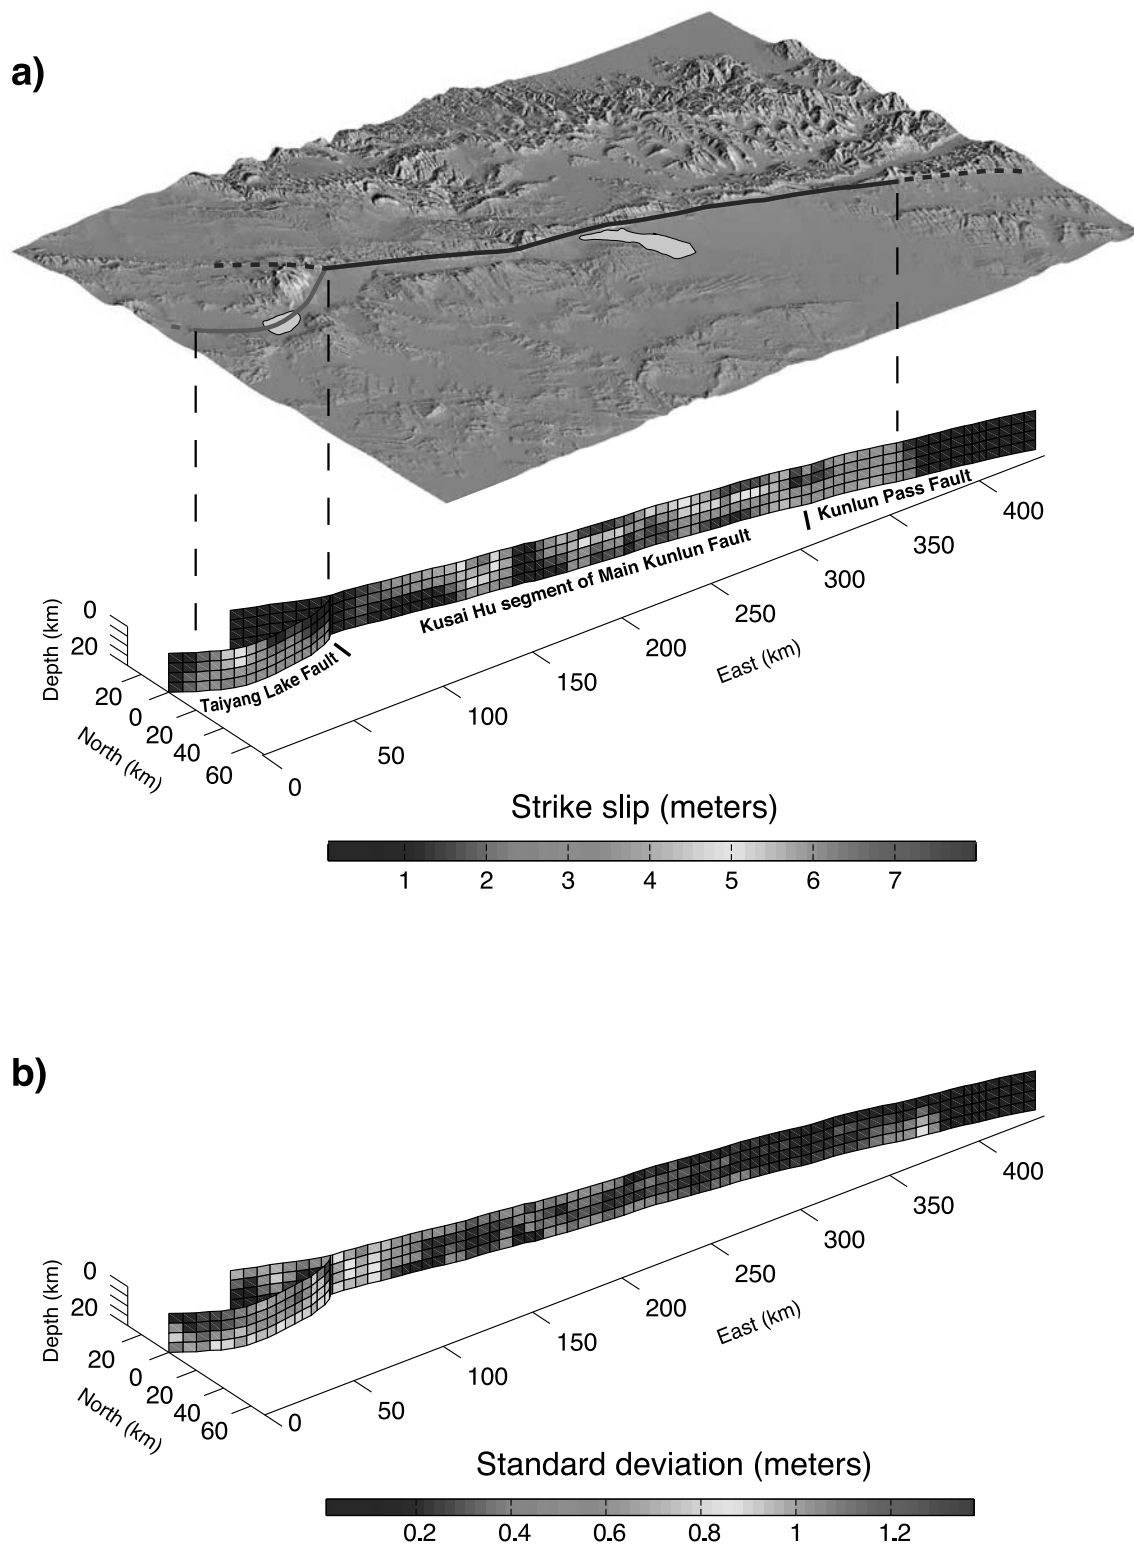 a)
Kunlun Pass Fault
Kusai Hu segment of Main Kunlun Fault
Taiyang Lake Fault
Depth (km)
0
20
North (km)
20
0
20
40
60
East (km)
0
50
100
150
200
250
300
350
400
Strike slip (meters)
1 2 3 4 5 6 7
b)
Depth (km)
0
20
North (km)
20
0
20
40
60
East (km)
0
50
100
150
200
250
300
350
400
Standard deviation (meters)
0.2 0.4 0.6 0.8 1 1.2